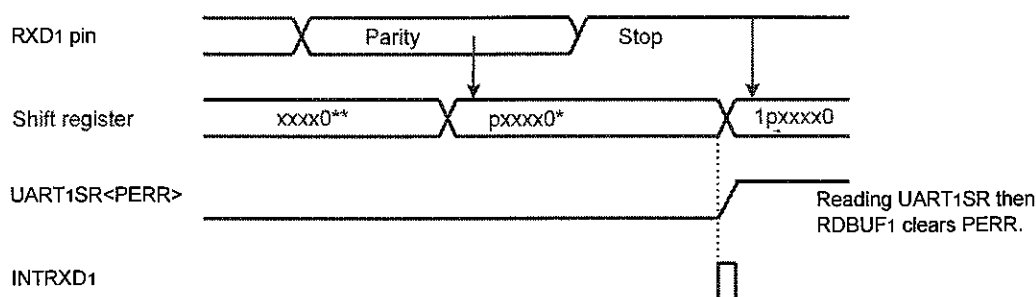 RXD1 pin
Parity
Stop
Shift register
xxxx0**
pxxxx0*
1pxxxx0
UART1SR<PERR>
Reading UART1SR then
RDBUF1 clears PERR.
INTRXD1